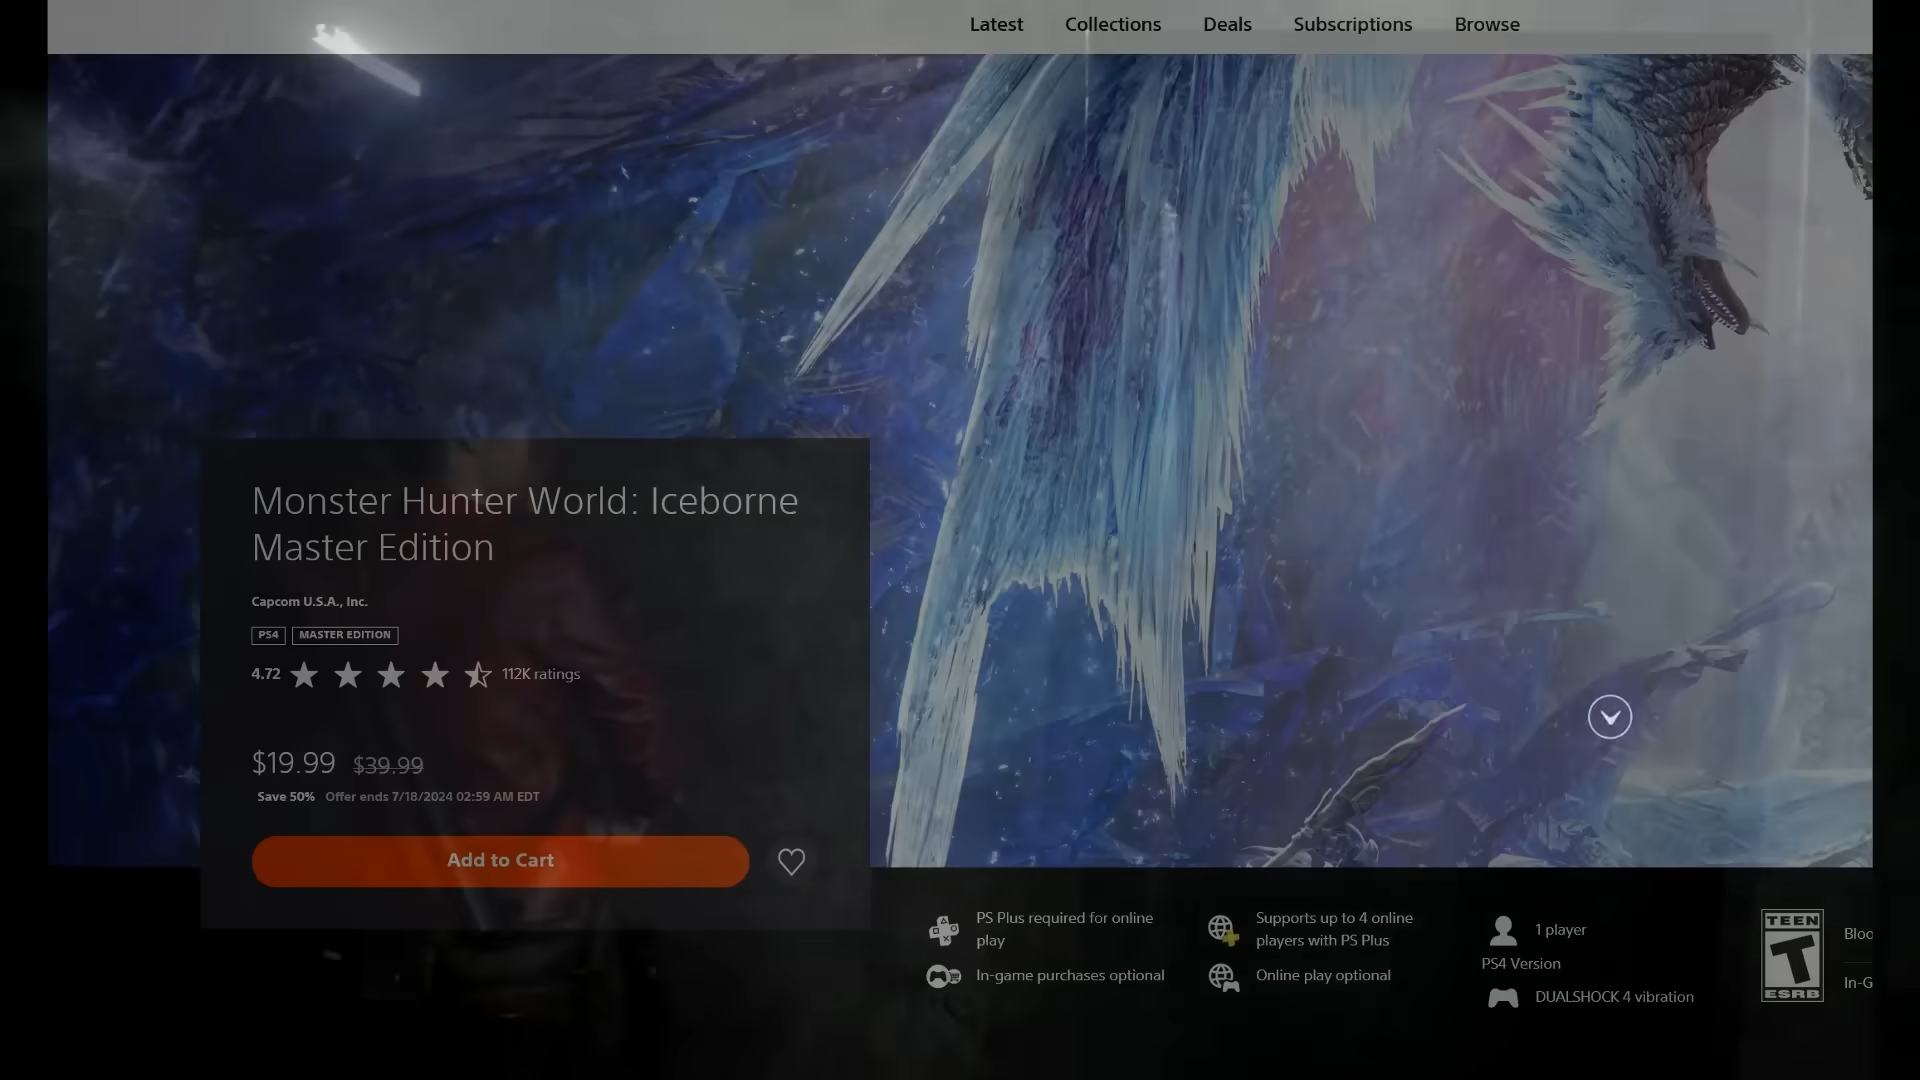 Latest Collections Deals Subscriptions Browse
Monster Hunter World: Iceborne
Master Edition
Capcom U.S.A., Inc.
PS4 MASTER EDITION
4.72 112K ratings
$19.99 $39.99
Save 50% Offer ends 7/18/2024 02:59 AM EDT
Add to Cart
PS Plus required for online
play
In-game purchases optional
Supports up to 4 online
players with PS Plus
Online play optional
1 player
PS4 Version
DUALSHOCK 4 vibration
TEEN
T
ESRB
Bloo
In-G